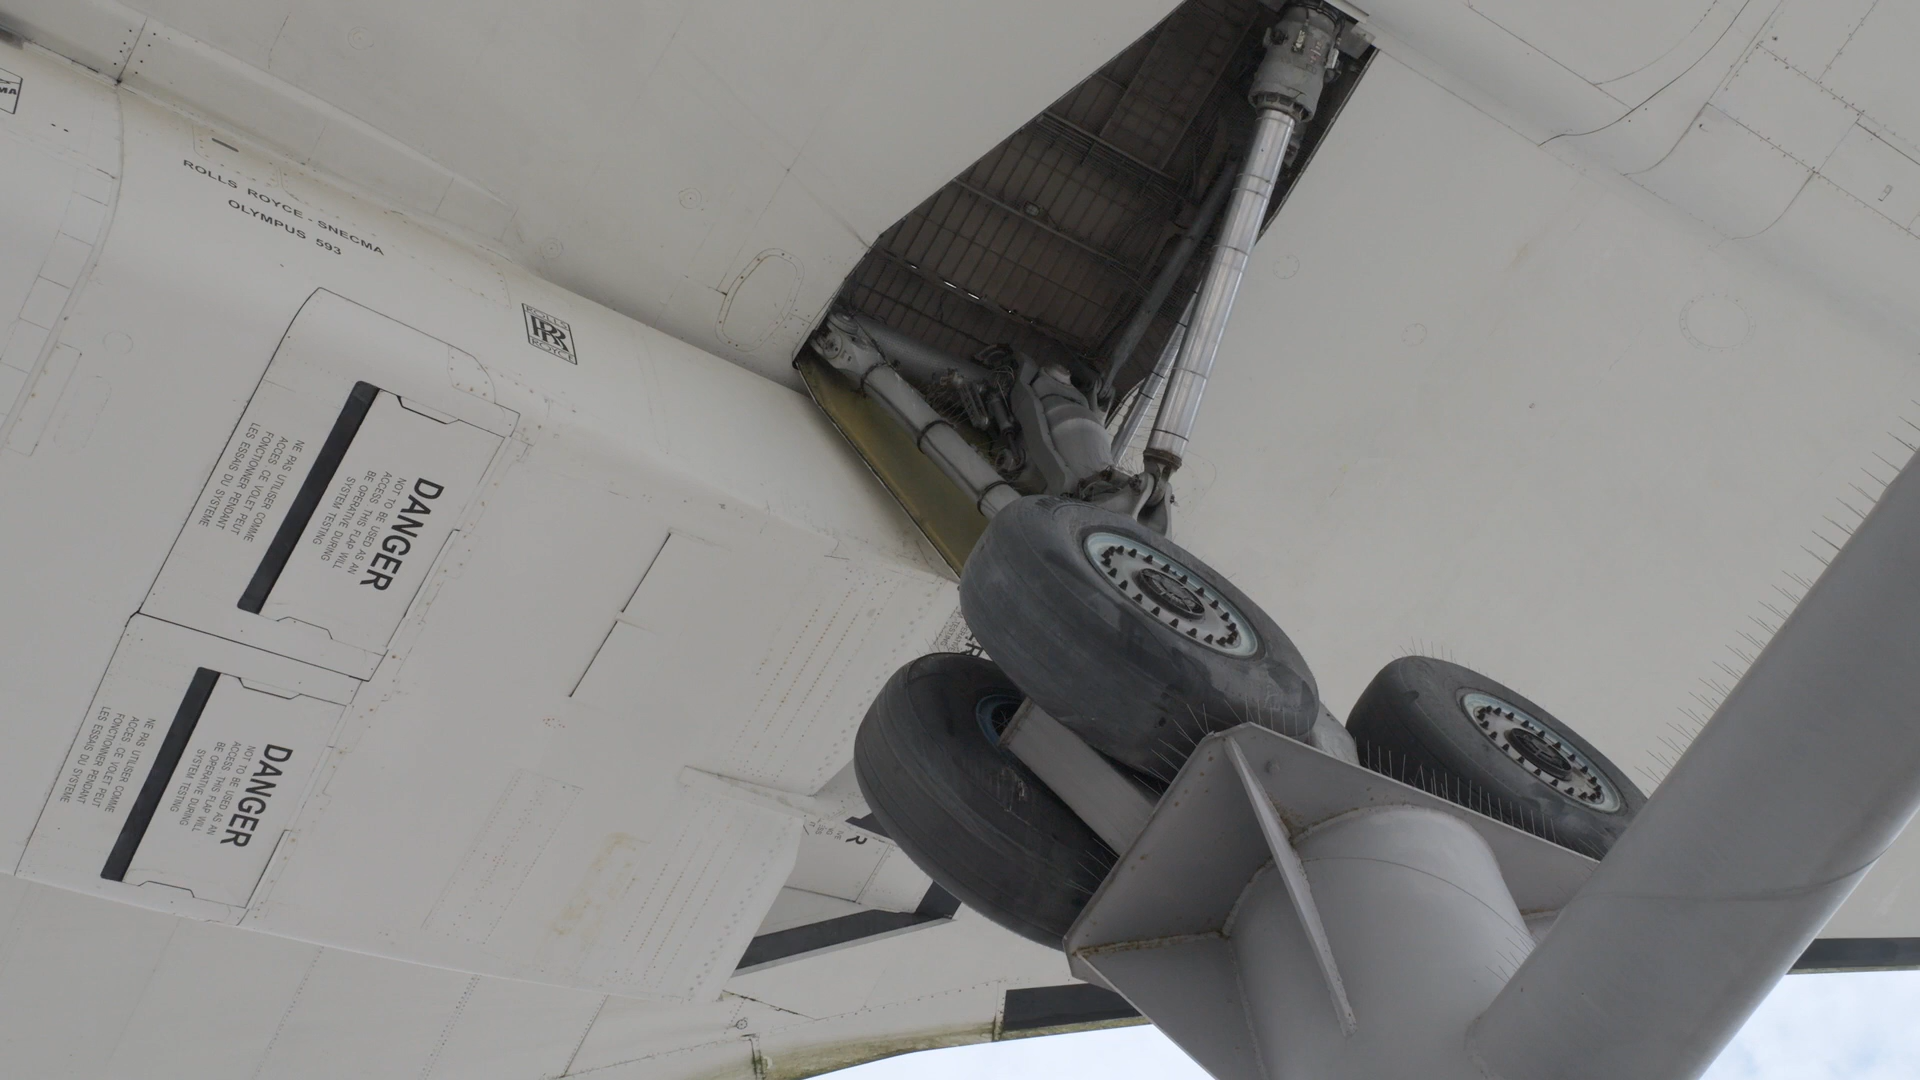 ROLLS ROYCE - SNECMA
OLYMPUS 593
ROLLS
RR
ROYCE
DANGER
NOT TO BE USED AS AN
ACCESS THIS FLAP WILL
BE OPERATIVE DURING
SYSTEM TESTING
NE PAS UTILISER COMME
ACCES CE VOLET PEUT
FONCTIONNER PENDANT
LES ESSAIS DU SYSTEME
DANGER
NOT TO BE USED AS AN
ACCESS THIS FLAP WILL
BE OPERATIVE DURING
SYSTEM TESTING
NE PAS UTILISER COMME
ACCES CE VOLET PEUT
FONCTIONNER PENDANT
LES ESSAIS DU SYSTEME